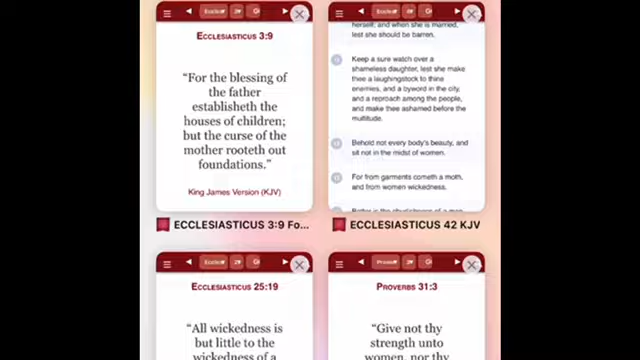 ECCLESIASTICUS 3:9
“For the blessing of
the father
establisheth the
houses of children;
but the curse of the
mother rooteth out
foundations.”
King James Version (KJV)
ECCLESIASTICUS 3:9 Fo...
herself; and when she is married,
lest she should be barren.
Keep a sure watch over a
shameless daughter, lest she make
thee a laughingstock to thine
enemies, and a byword in the city,
and a reproach among the people,
and make thee ashamed before the
multitude.
Behold not every body's beauty, and
sit not in the midst of women.
For from garments cometh a moth,
and from women wickedness.
ECCLESIASTICUS 42 KJV
ECCLESIASTICUS 25:19
“All wickedness is
but little to the
wickedness of a
PROVERBS 31:3
“Give not thy
strength unto
women, nor thy